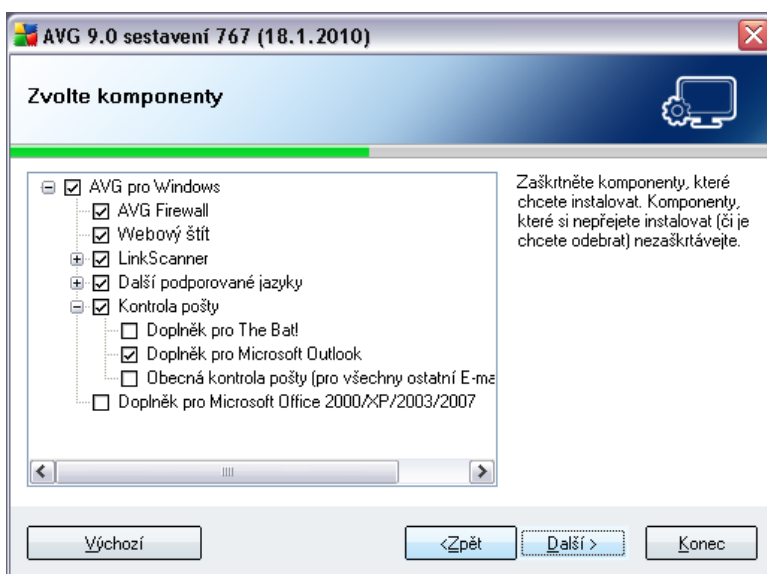 AVG 9.0 sestavení 767 (18.1.2010)
Zvolte komponenty
AVG pro Windows
AVG Firewall
Webový štít
LinkScanner
Další podporované jazyky
Kontrola pošty
Doplněk pro The Bat!
Doplněk pro Microsoft Outlook
Obecná kontrola pošty (pro všechny ostatní E-ma
Doplněk pro Microsoft Office 2000/XP/2003/2007
Zaškrtněte komponenty, které
chcete instalovat. Komponenty,
které si nepřejete instalovat (či je
chcete odebrat) nezaškrtávejte.
Výchozí
<Zpět
Další >
Konec